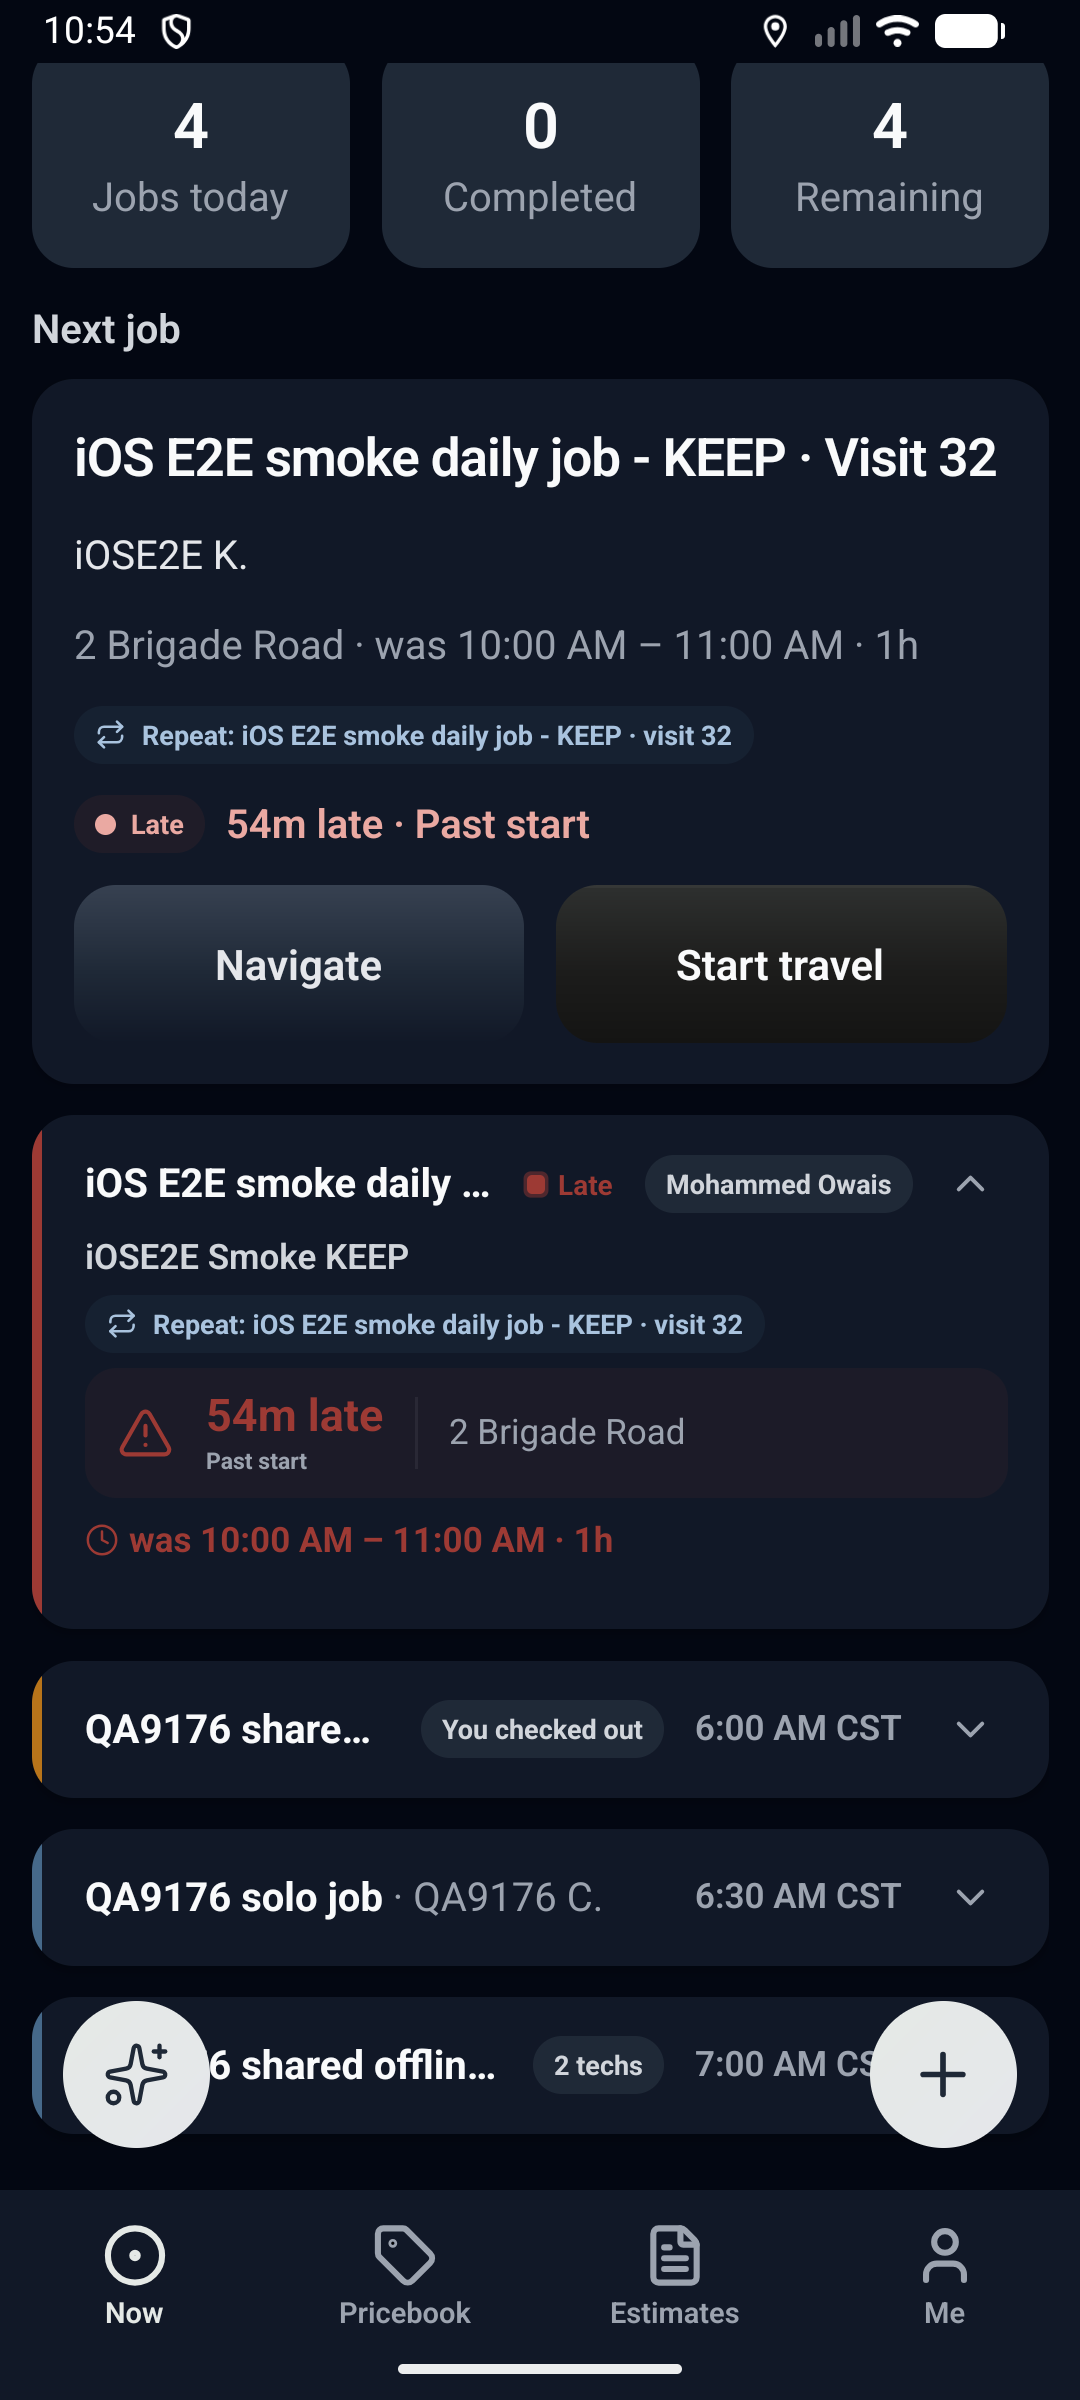 10:54
4
Jobs today
0
Completed
4
Remaining
Next job
iOS E2E smoke daily job - KEEP · Visit 32
iOSE2E K.
2 Brigade Road · was 10:00 AM – 11:00 AM · 1h
Repeat: iOS E2E smoke daily job - KEEP · visit 32
Late 54m late · Past start
Navigate
Start travel
iOS E2E smoke daily ... Late Mohammed Owais
iOSE2E Smoke KEEP
Repeat: iOS E2E smoke daily job - KEEP · visit 32
54m late
Past start
2 Brigade Road
was 10:00 AM – 11:00 AM · 1h
QA9176 share... You checked out 6:00 AM CST
QA9176 solo job · QA9176 C. 6:30 AM CST
6 shared offlin... 2 techs 7:00 AM CS
Now
Pricebook
Estimates
Me